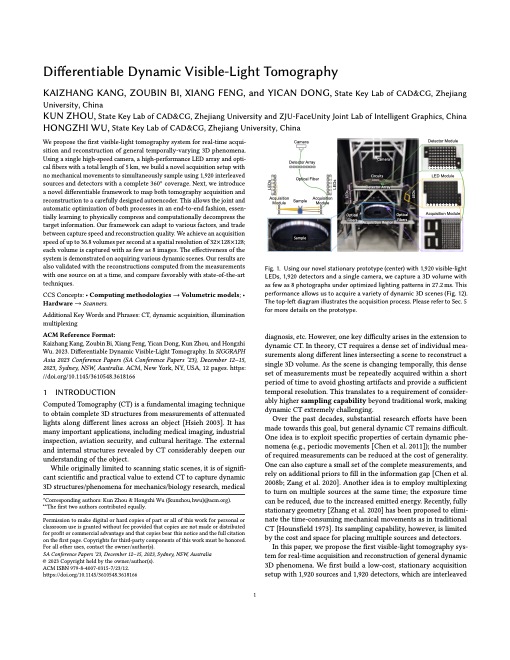 Differentiable Dynamic Visible-Light Tomography
KAIZHANG KANG, ZOUBIN BI, XIANG FENG, and YICAN DONG, State Key Lab of CAD&CG, Zhejiang
University, China
KUN ZHOU, State Key Lab of CAD&CG, Zhejiang University and ZJU-FaceUnity Joint Lab of Intelligent Graphics, China
HONGZHI WU, State Key Lab of CAD&CG, Zhejiang University, China
We propose the first visible-light tomography system for real-time acqui-
sition and reconstruction of general temporally-varying 3D phenomena.
Using a single high-speed camera, a high-performance LED array and opti-
cal fibers with a total length of 5 km, we build a novel acquisition setup with
no mechanical movements to simultaneously sample using 1,920 interleaved
sources and detectors with a complete 360° coverage. Next, we introduce
a novel differentiable framework to map both tomography acquisition and
reconstruction to a carefully designed autoencoder. This allows the joint and
automatic optimization of both processes in an end-to-end fashion, essen-
tially learning to physically compress and computationally decompress the
target information. Our framework can adapt to various factors, and trade
between capture speed and reconstruction quality. We achieve an acquisition
speed of up to 36.8 volumes per second at a spatial resolution of 32×128×128;
each volume is captured with as few as 8 images. The effectiveness of the
system is demonstrated on acquiring various dynamic scenes. Our results are
also validated with the reconstructions computed from the measurements
with one source on at a time, and compare favorably with state-of-the-art
techniques.
CCS Concepts: • Computing methodologies → Volumetric models; •
Hardware → Scanners.
Additional Key Words and Phrases: CT, dynamic acquisition, illumination
multiplexing
ACM Reference Format:
Kaizhang Kang, Zoubin Bi, Xiang Feng, Yican Dong, Kun Zhou, and Hongzhi
Wu. 2023. Differentiable Dynamic Visible-Light Tomography. In SIGGRAPH
Asia 2023 Conference Papers (SA Conference Papers '23), December 12–15,
2023, Sydney, NSW, Australia. ACM, New York, NY, USA, 12 pages. https:
//doi.org/10.1145/3610548.3618166
1 INTRODUCTION
Computed Tomography (CT) is a fundamental imaging technique
to obtain complete 3D structures from measurements of attenuated
lights along different lines across an object [Hsieh 2003]. It has
many important applications, including medical imaging, industrial
inspection, aviation security, and cultural heritage. The external
and internal structures revealed by CT considerably deepen our
understanding of the object.
While originally limited to scanning static scenes, it is of signifi-
cant scientific and practical value to extend CT to capture dynamic
3D structures/phenomena for mechanics/biology research, medical
*Corresponding authors: Kun Zhou & Hongzhi Wu ({kunzhou,hwu}@acm.org).
**The first two authors contributed equally.
Permission to make digital or hard copies of part or all of this work for personal or
classroom use is granted without fee provided that copies are not made or distributed
for profit or commercial advantage and that copies bear this notice and the full citation
on the first page. Copyrights for third-party components of this work must be honored.
For all other uses, contact the owner/author(s).
SA Conference Papers '23, December 12–15, 2023, Sydney, NSW, Australia
© 2023 Copyright held by the owner/author(s).
ACM ISBN 979-8-4007-0315-7/23/12.
https://doi.org/10.1145/3610548.3618166
Camera
Detector Array
Optical Fiber
LEDs
LEDs
Acquisition
Module
Sample
Acquisition
Module
Camera
Circuits
Sample
Detector Module
LED Module
Acquisition Module
Fig. 1. Using our novel stationary prototype (center) with 1,920 visible-light
LEDs, 1,920 detectors and a single camera, we capture a 3D volume with
as few as 8 photographs under optimized lighting patterns in 27.2 ms. This
performance allows us to acquire a variety of dynamic 3D scenes (Fig. 12).
The top-left diagram illustrates the acquisition process. Please refer to Sec. 5
for more details on the prototype.
diagnosis, etc. However, one key difficulty arises in the extension to
dynamic CT. In theory, CT requires a dense set of individual mea-
surements along different lines intersecting a scene to reconstruct a
single 3D volume. As the scene is changing temporally, this dense
set of measurements must be repeatedly acquired within a short
period of time to avoid ghosting artifacts and provide a sufficient
temporal resolution. This translates to a requirement of consider-
ably higher sampling capability beyond traditional work, making
dynamic CT extremely challenging.
Over the past decades, substantial research efforts have been
made towards this goal, but general dynamic CT remains difficult.
One idea is to exploit specific properties of certain dynamic phe-
nomena (e.g., periodic movements [Chen et al. 2011]); the number
of required measurements can be reduced at the cost of generality.
One can also capture a small set of the complete measurements, and
rely on additional priors to fill in the information gap [Chen et al.
2008b; Zang et al. 2020]. Another idea is to employ multiplexing
to turn on multiple sources at the same time; the exposure time
can be reduced, due to the increased emitted energy. Recently, fully
stationary geometry [Zhang et al. 2020] has been proposed to elimi-
nate the time-consuming mechanical movements as in traditional
CT [Hounsfield 1973]. Its sampling capability, however, is limited
by the cost and space for placing multiple sources and detectors.
In this paper, we propose the first visible-light tomography sys-
tem for real-time acquisition and reconstruction of general dynamic
3D phenomena. We first build a low-cost, stationary acquisition
setup with 1,920 sources and 1,920 detectors, which are interleaved
1